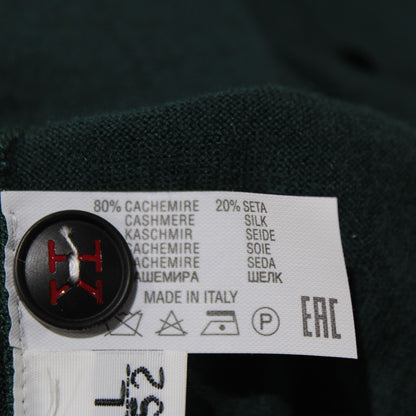 80% CACHEMIRE 20% SETA
CASHMERE SILK
KASCHMIR SEIDE
CACHEMIRE SOIE
CACHEMIRE SEDA
КАШЕМИРА ШЕЛК
MADE IN ITALY
P EAC
K
L
52